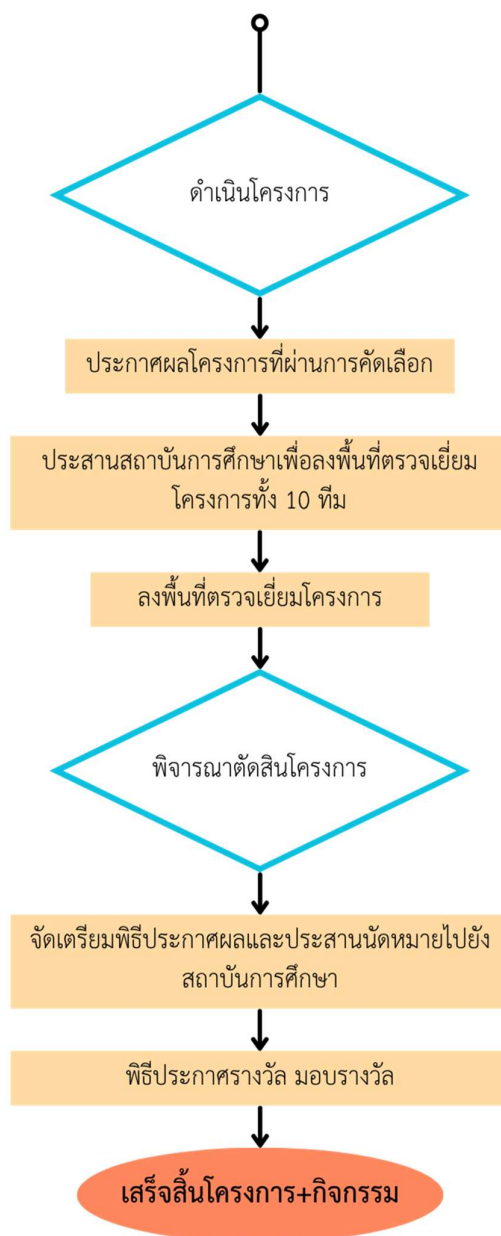 ดำเนินโครงการ
ประกาศผลโครงการที่ผ่านการคัดเลือก
ประสานสถาบันการศึกษาเพื่อลงพื้นที่ตรวจเยี่ยม
โครงการทั้ง 10 ทีม
ลงพื้นที่ตรวจเยี่ยมโครงการ
พิจารณาตัดสินโครงการ
จัดเตรียมพิธีประกาศผลและประสานนัดหมายไปยัง
สถาบันการศึกษา
พิธีประกาศรางวัล มอบรางวัล
เสร็จสิ้นโครงการ+กิจกรรม